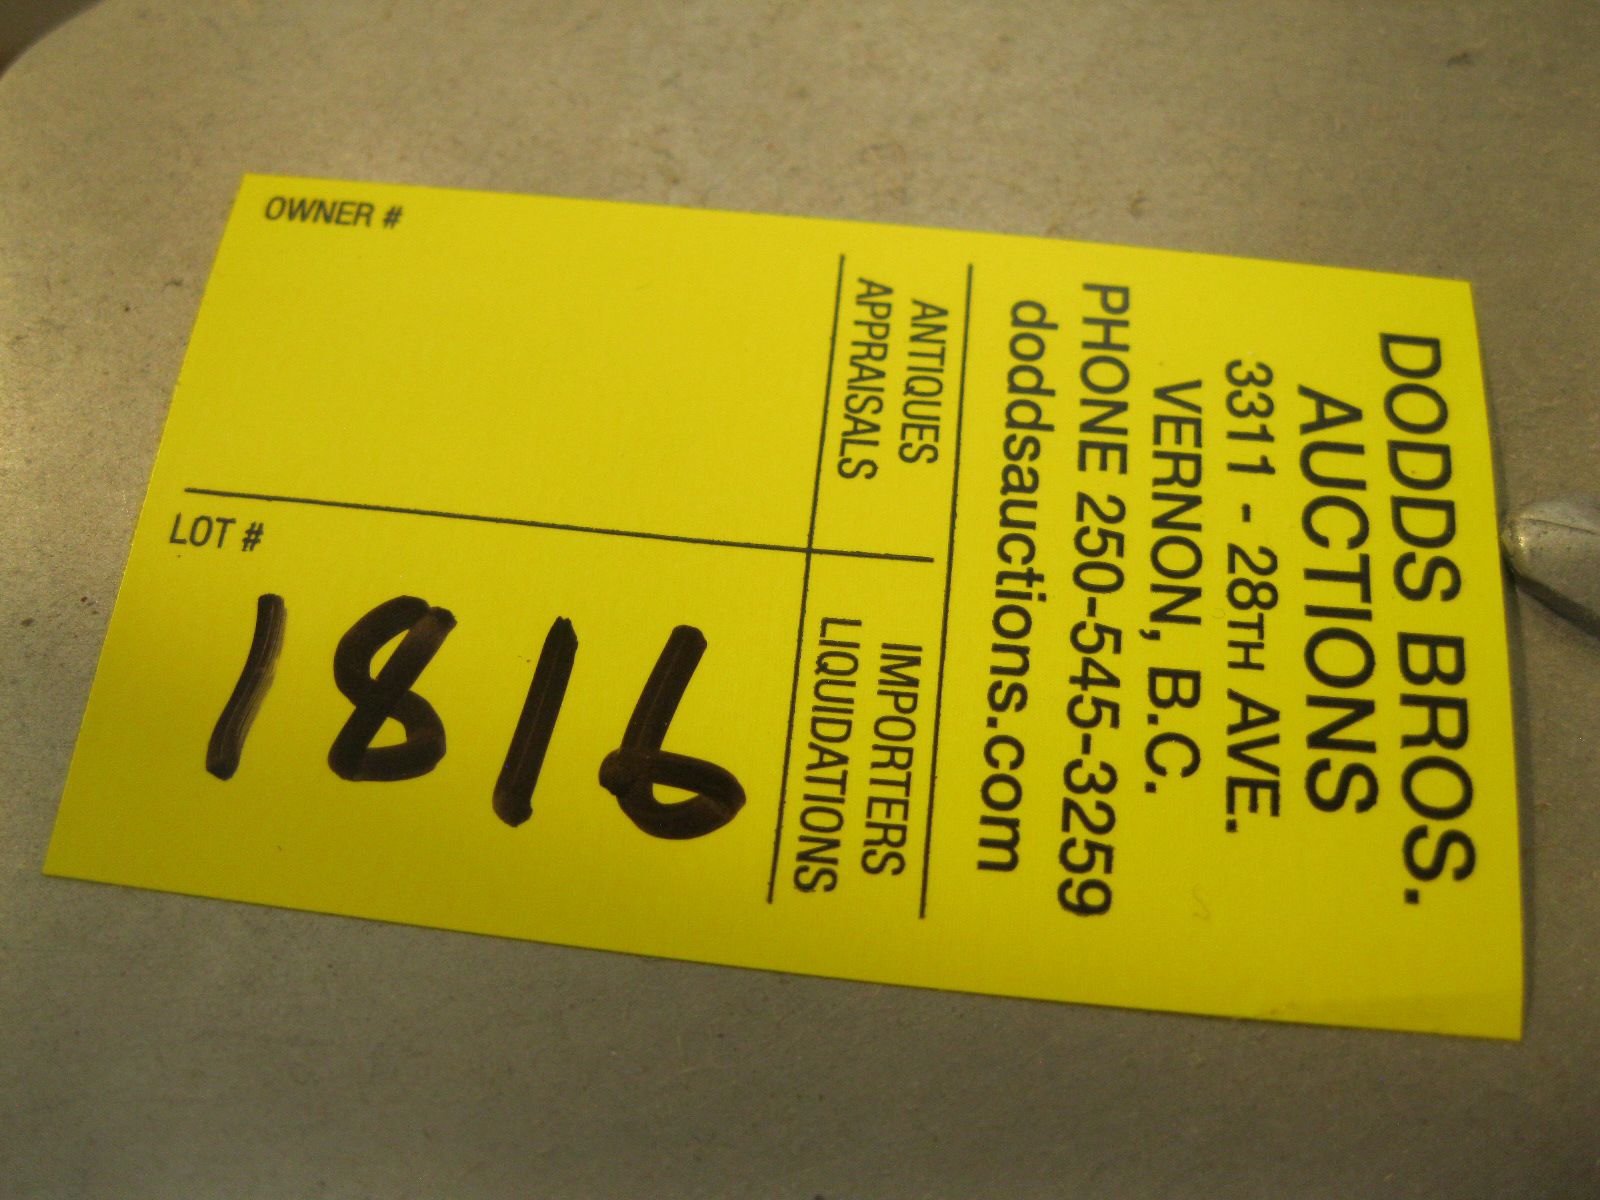 DODDS BROS.
AUCTIONS
3311 - 28TH AVE.
VERNON, B.C.
PHONE 250-545-3259
doddsauctions.com
ANTIQUES
APPRAISALS
IMPORTERS
LIQUIDATIONS
OWNER #
LOT #
1816